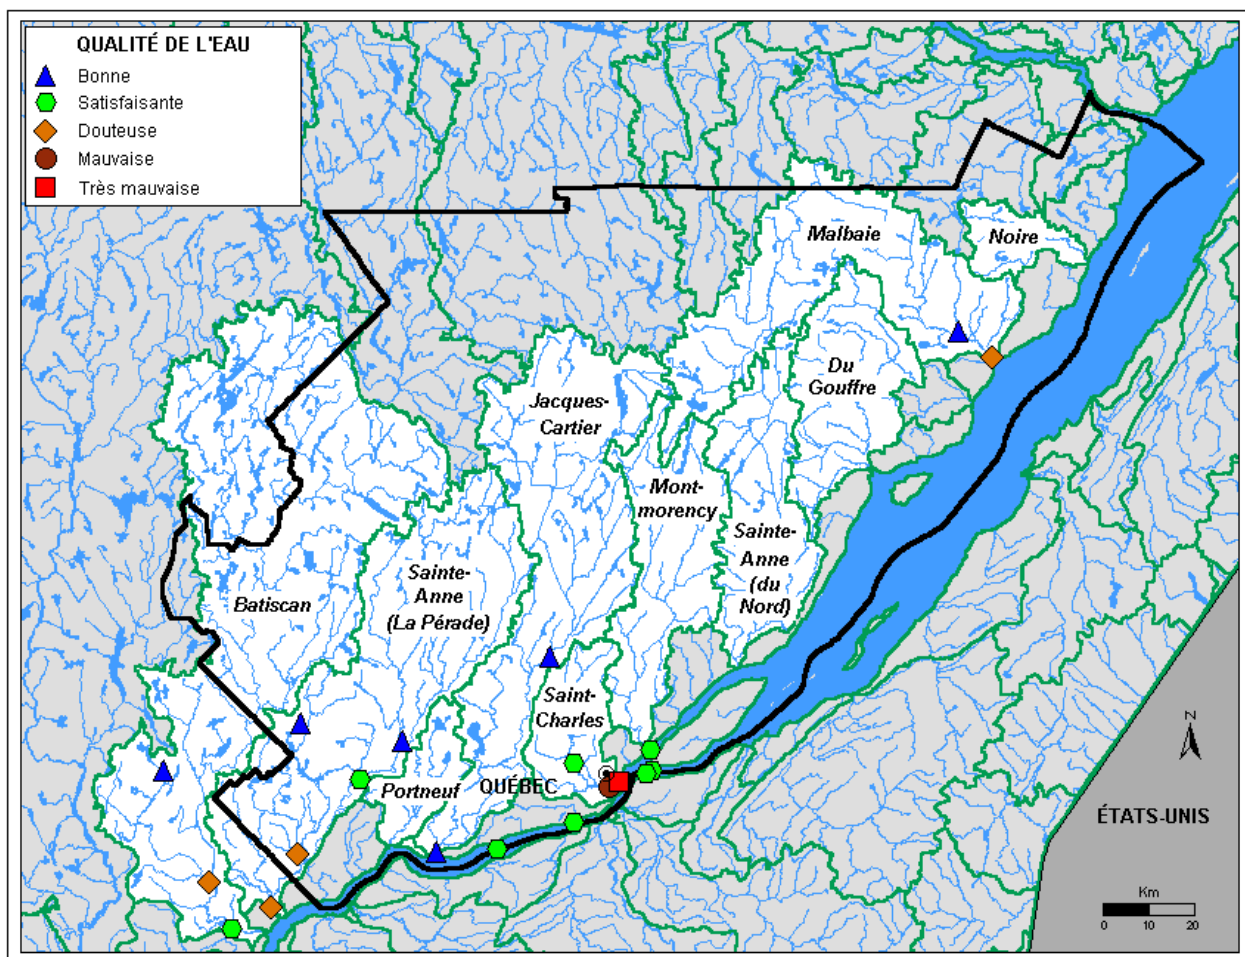 QUALITÉ DE L'EAU
Bonne
Satisfaisante
Douteuse
Mauvaise
Très mauvaise
Malbaie
Noire
Du
Gouffre
Jacques-
Cartier
Mont-
morency
Sainte-
Anne
(du
Nord)
Sainte-
Anne
(La Pérade)
Batiscan
Saint-
Charles
Portneuf
QUÉBEC
N
ÉTATS-UNIS
Km
0 10 20